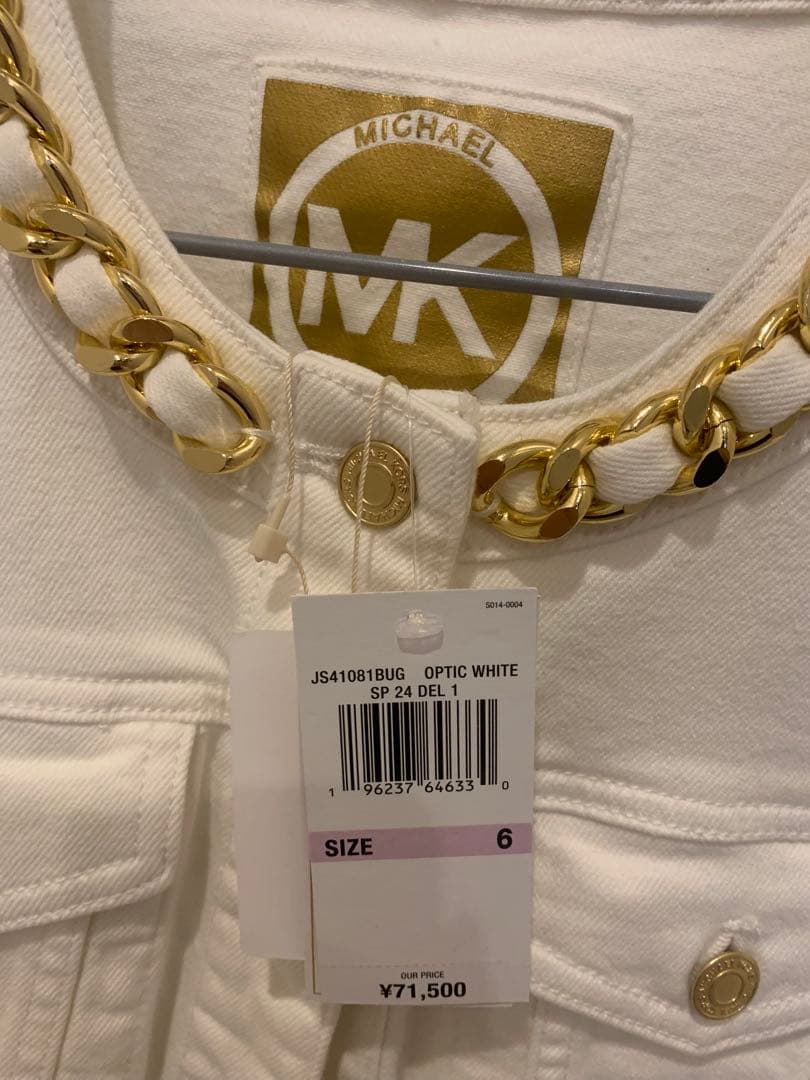 MICHAEL
MK
S014-0004
JS41081BUG OPTIC WHITE
SP 24 DEL 1
1 96237 64633 0
SIZE 6
OUR PRICE
¥71,500